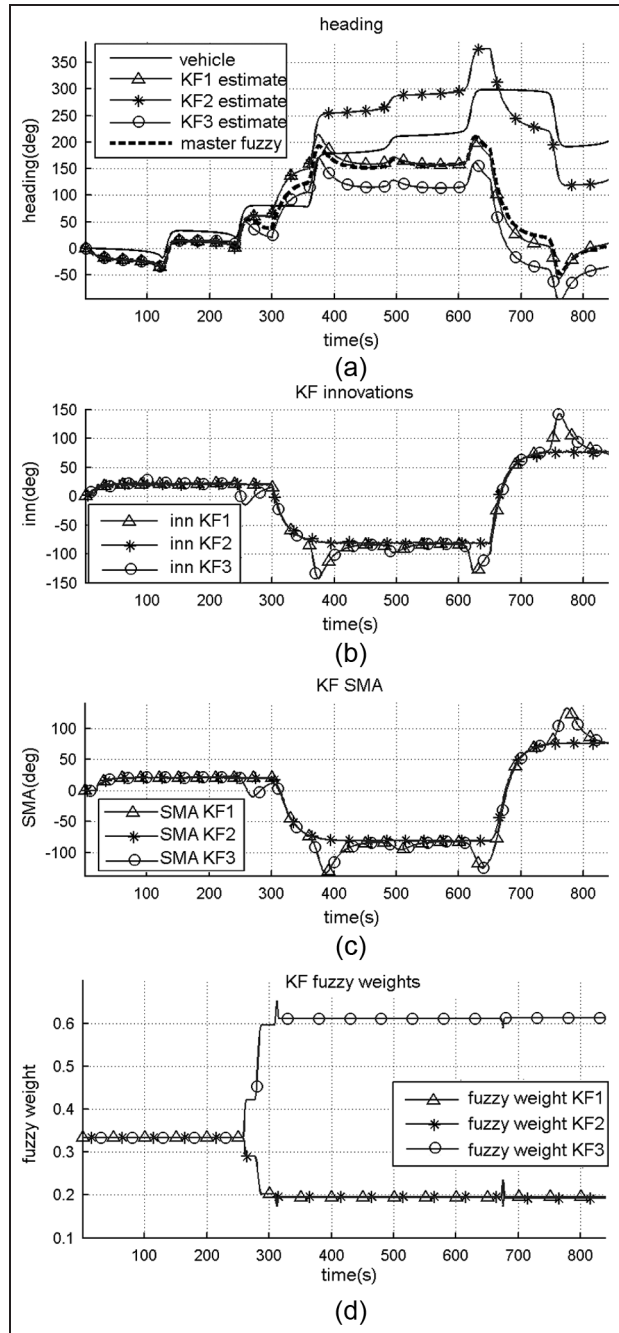 heading
vehicle
KF1 estimate
KF2 estimate
KF3 estimate
master fuzzy
heading(deg)
350
300
250
200
150
100
50
0
-50
100 200 300 400 500 600 700 800
time(s)
(a)
KF innovations
inn(deg)
150
100
50
0
-50
-100
-150
inn KF1
inn KF2
inn KF3
100 200 300 400 500 600 700 800
time(s)
(b)
KF SMA
SMA(deg)
100
50
0
-50
-100
SMA KF1
SMA KF2
SMA KF3
100 200 300 400 500 600 700 800
time(s)
(c)
KF fuzzy weights
fuzzy weight
0.6
0.5
0.4
0.3
0.2
0.1
fuzzy weight KF1
fuzzy weight KF2
fuzzy weight KF3
100 200 300 400 500 600 700 800
time(s)
(d)